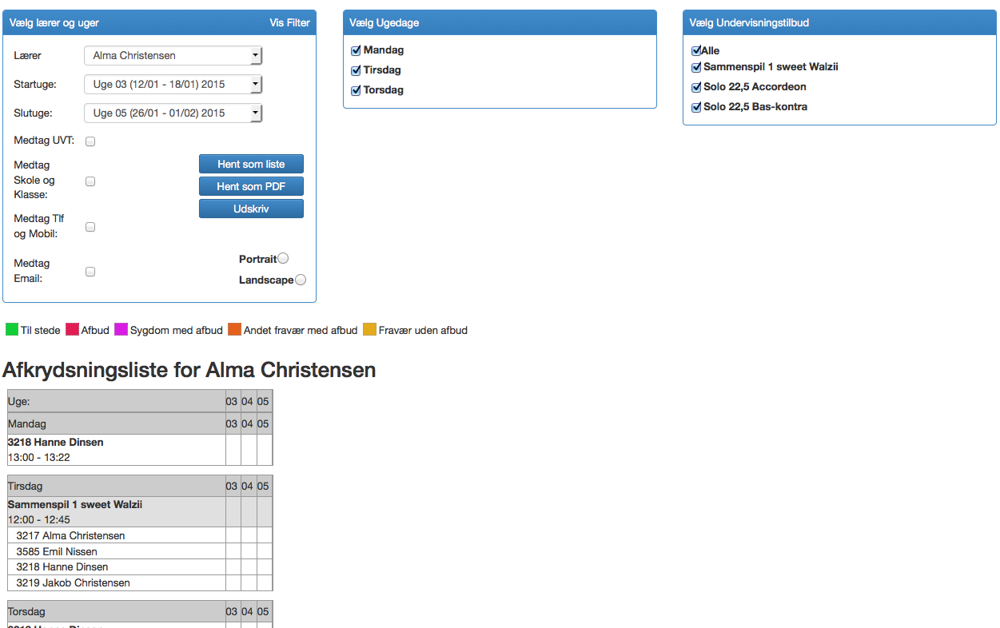 Vælg lærer og uger Vis Filter
Lærer Alma Christensen
Startuge: Uge 03 (12/01 - 18/01) 2015
Slutuge: Uge 05 (26/01 - 01/02) 2015
Medtag UVT:
Medtag
Skole og
Klasse:
Hent som liste
Hent som PDF
Udskriv
Medtag Tlf
og Mobil:
Medtag
Email:
Portrait
Landscape
Vælg Ugedage
Mandag
Tirsdag
Torsdag
Vælg Undervisningstilbud
Alle
Sammenspil 1 sweet Walzii
Solo 22,5 Accordeon
Solo 22,5 Bas-kontra
Til stede Afbud Sygdom med afbud Andet fravær med afbud Fravær uden afbud
Afkrydsningsliste for Alma Christensen
Uge: 03 04 05
Mandag 03 04 05
3218 Hanne Dinsen
13:00 - 13:22
Tirsdag 03 04 05
Sammenspil 1 sweet Walzii
12:00 - 12:45
3217 Alma Christensen
3585 Emil Nissen
3218 Hanne Dinsen
3219 Jakob Christensen
Torsdag 03 04 05